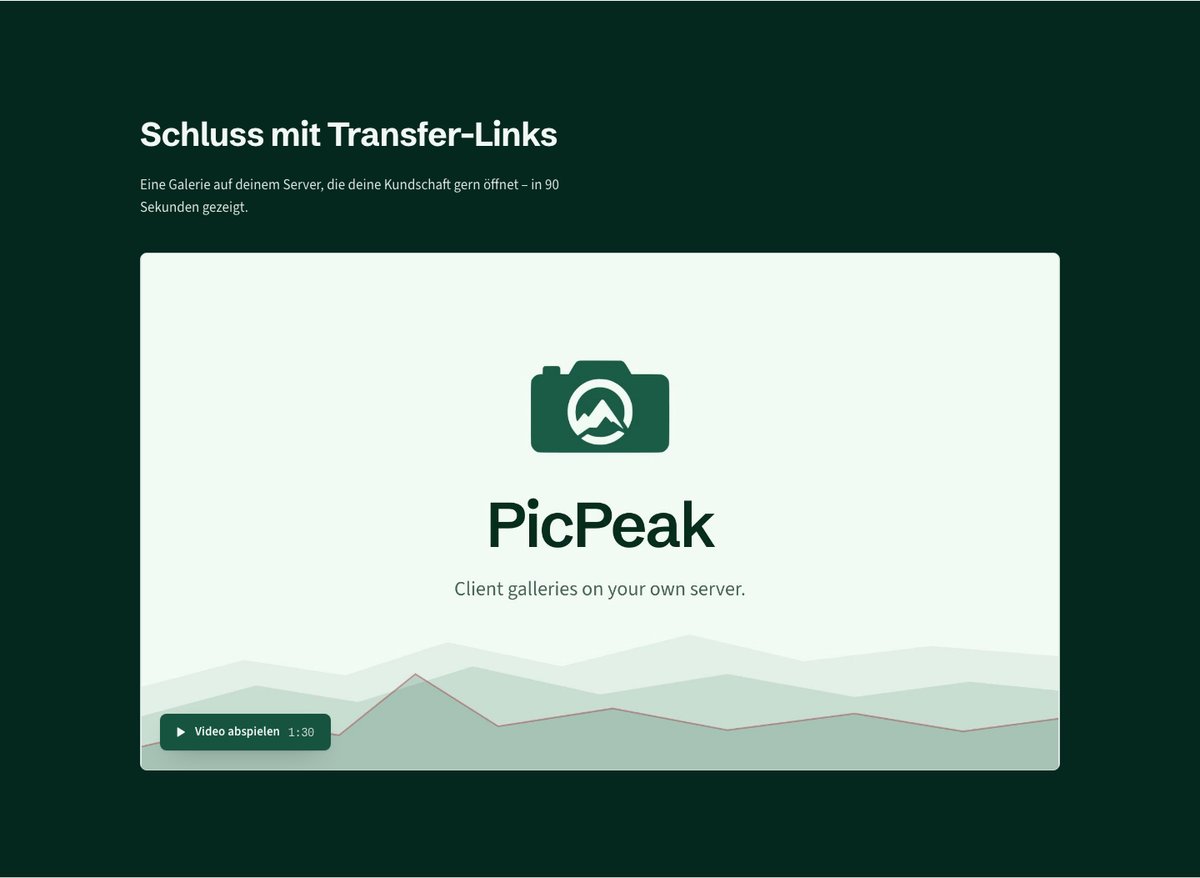 Schluss mit Transfer-Links
Eine Galerie auf deinem Server, die deine Kundschaft gern öffnet – in 90
Sekunden gezeigt.
PicPeak
Client galleries on your own server.
Video abspielen 1:30